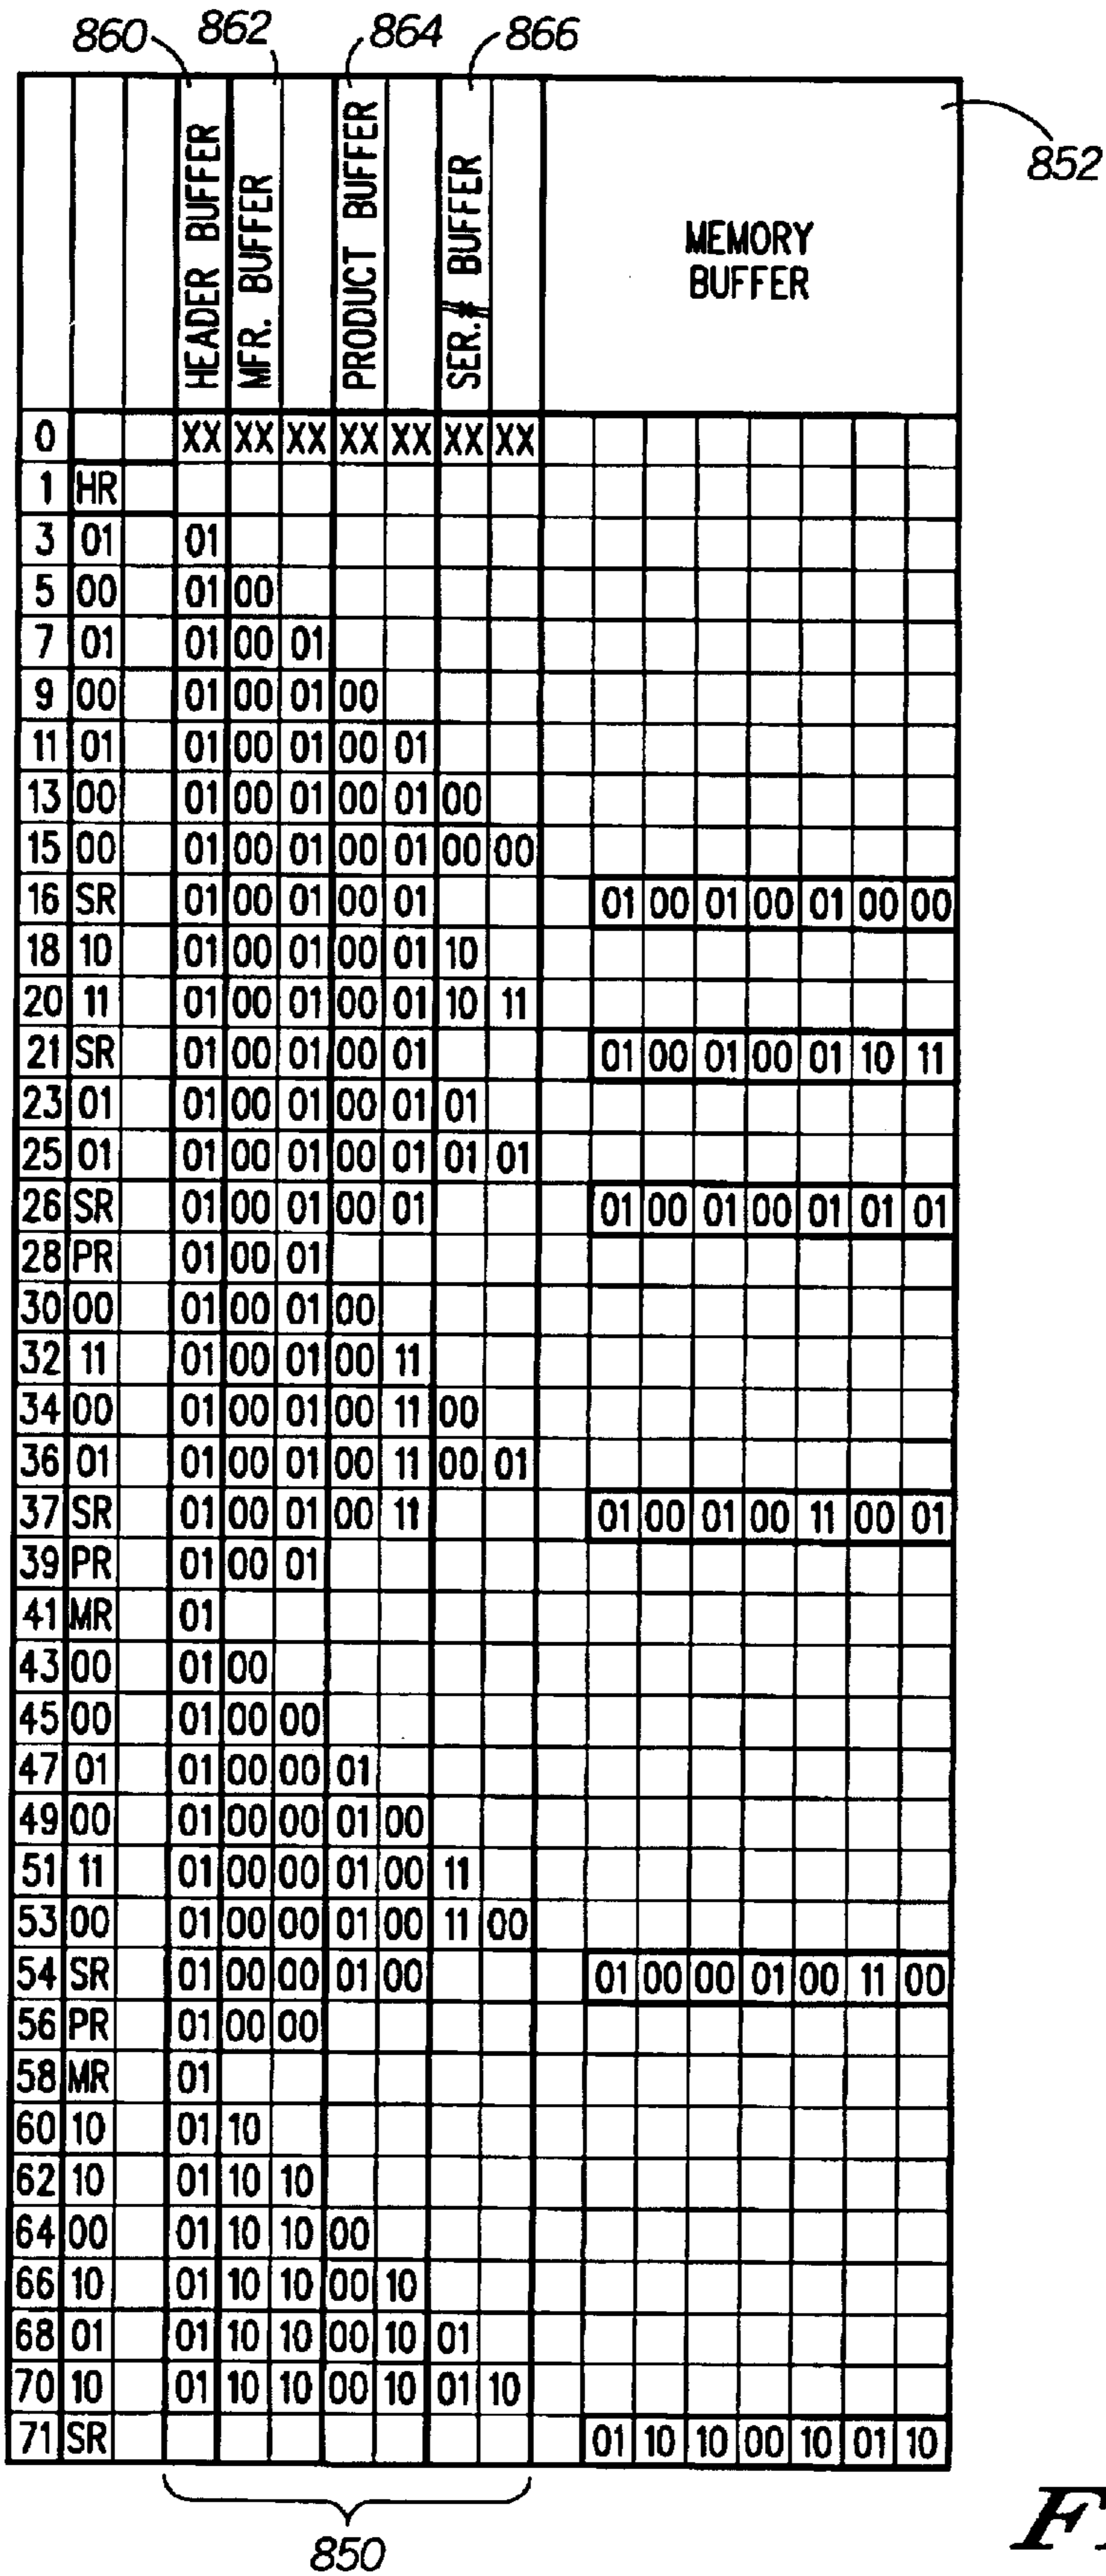 860 862 864 866
852
HEADER BUFFER
MFR. BUFFER
PRODUCT BUFFER
SER.# BUFFER
MEMORY
BUFFER
0 XX XX XX XX XX XX XX
1 HR
3 01 01
5 00 01 00
7 01 01 00 01
9 00 01 00 01 00
11 01 01 00 01 00 01
13 00 01 00 01 00 01 00
15 00 01 00 01 00 01 00 00
16 SR 01 00 01 00 01 01 00 01 00 01 00 00
18 10 01 00 01 00 01 10
20 11 01 00 01 00 01 10 11
21 SR 01 00 01 00 01 01 00 01 00 01 10 11
23 01 01 00 01 00 01 01
25 01 01 00 01 00 01 01 01
26 SR 01 00 01 00 01 01 00 01 00 01 01 01
28 PR 01 00 01
30 00 01 00 01 00
32 11 01 00 01 00 11
34 00 01 00 01 00 11 00
36 01 01 00 01 00 11 00 01
37 SR 01 00 01 00 11 01 00 01 00 11 00 01
39 PR 01 00 01
41 MR 01
43 00 01 00
45 00 01 00 00
47 01 01 00 00 01
49 00 01 00 00 01 00
51 11 01 00 00 01 00 11
53 00 01 00 00 01 00 11 00
54 SR 01 00 00 01 00 01 00 00 01 00 11 00
56 PR 01 00 00
58 MR 01
60 10 01 10
62 10 01 10 10
64 00 01 10 10 00
66 10 01 10 10 00 10
68 01 01 10 10 00 10 01
70 10 01 10 10 00 10 01 10
71 SR 01 10 10 00 10 01 10
850